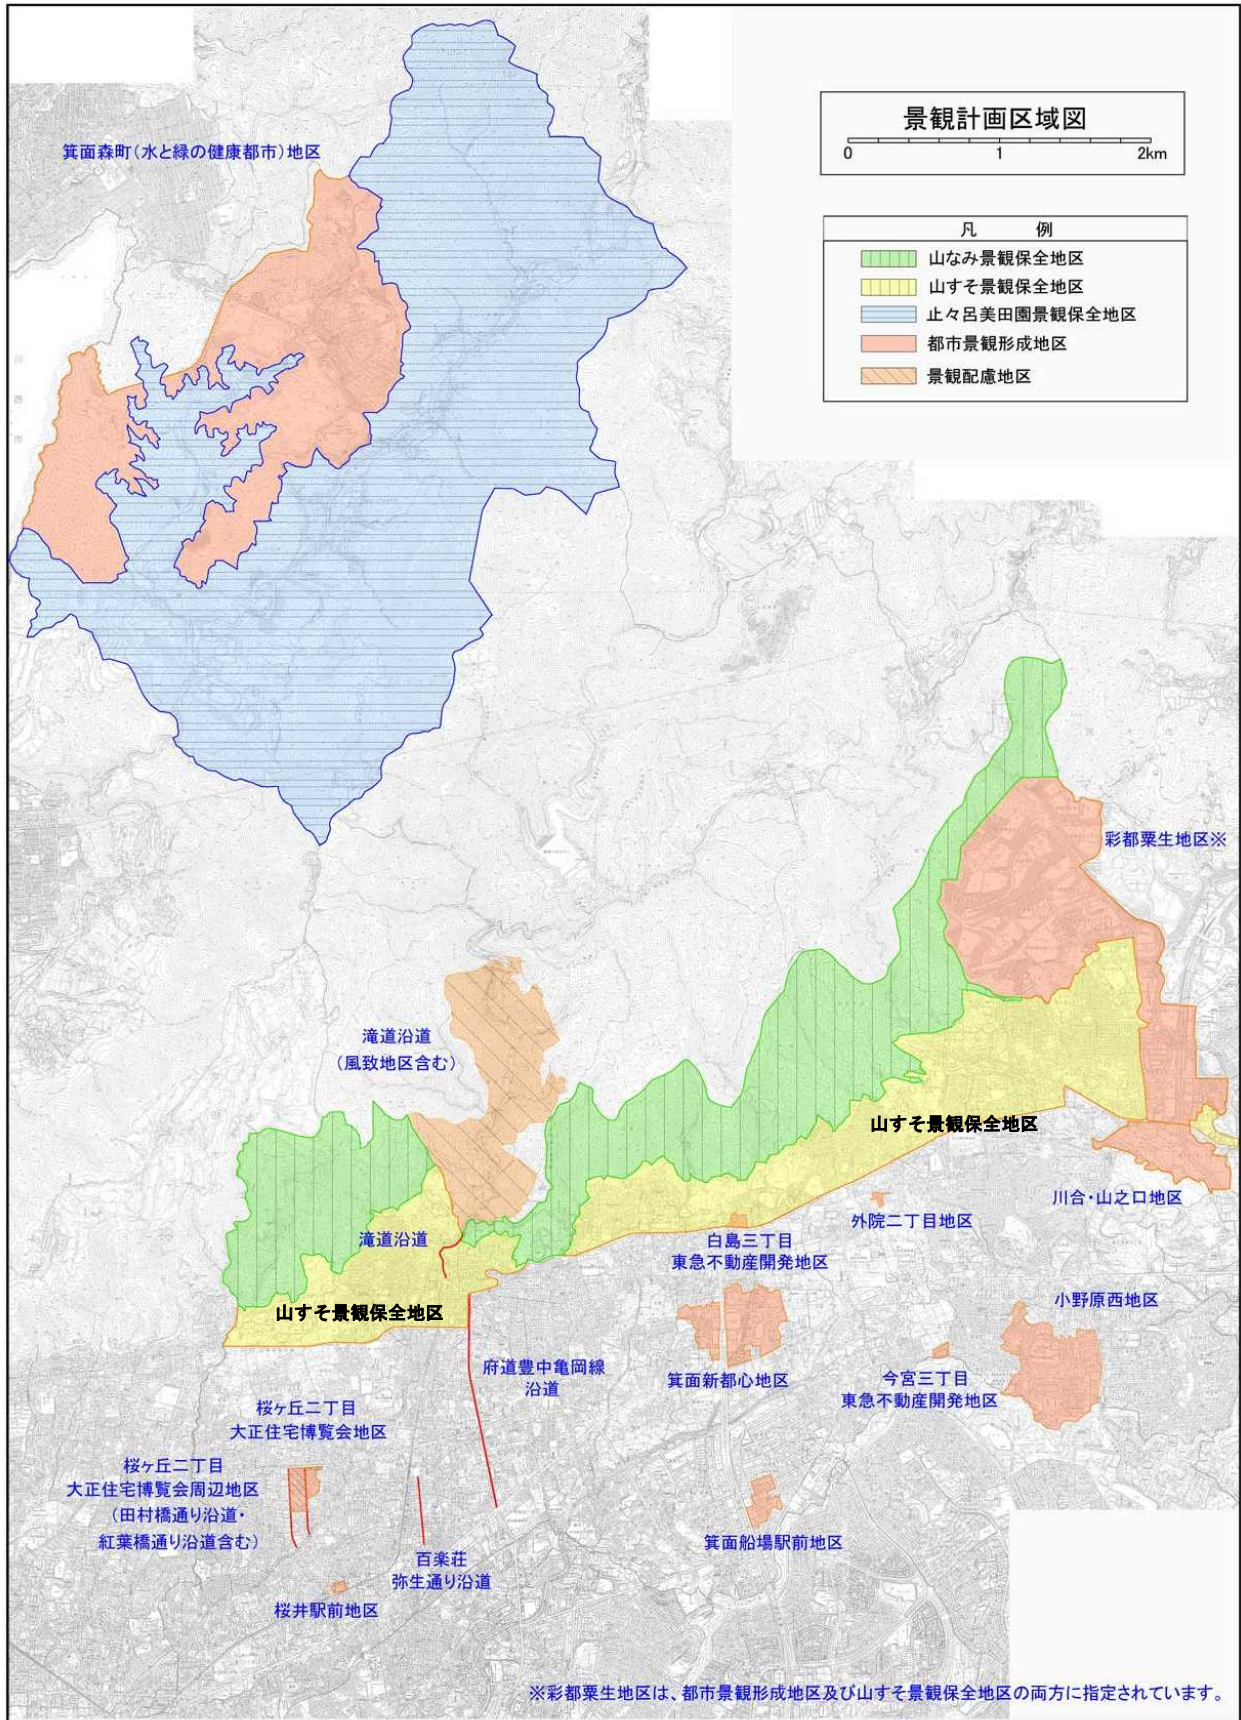 景観計画区域図
0 1 2km
凡 例
山なみ景観保全地区
山すそ景観保全地区
止々呂美田園景観保全地区
都市景観形成地区
景観配慮地区
箕面森町(水と緑の健康都市)地区
川西市
彩都粟生地区※
滝道沿道
(風致地区含む)
山すそ景観保全地区
川合・山之口地区
外院二丁目地区
滝道沿道
白島三丁目
東急不動産開発地区
山すそ景観保全地区
小野原西地区
府道豊中亀岡線
沿道
箕面新都心地区
今宮三丁目
東急不動産開発地区
桜ヶ丘二丁目
大正住宅博覧会地区
桜ヶ丘二丁目
大正住宅博覧会周辺地区
(田村橋通り沿道・
紅葉橋通り沿道含む)
箕面船場駅前地区
百楽荘
弥生通り沿道
桜井駅前地区
※彩都粟生地区は、都市景観形成地区及び山すそ景観保全地区の両方に指定されています。